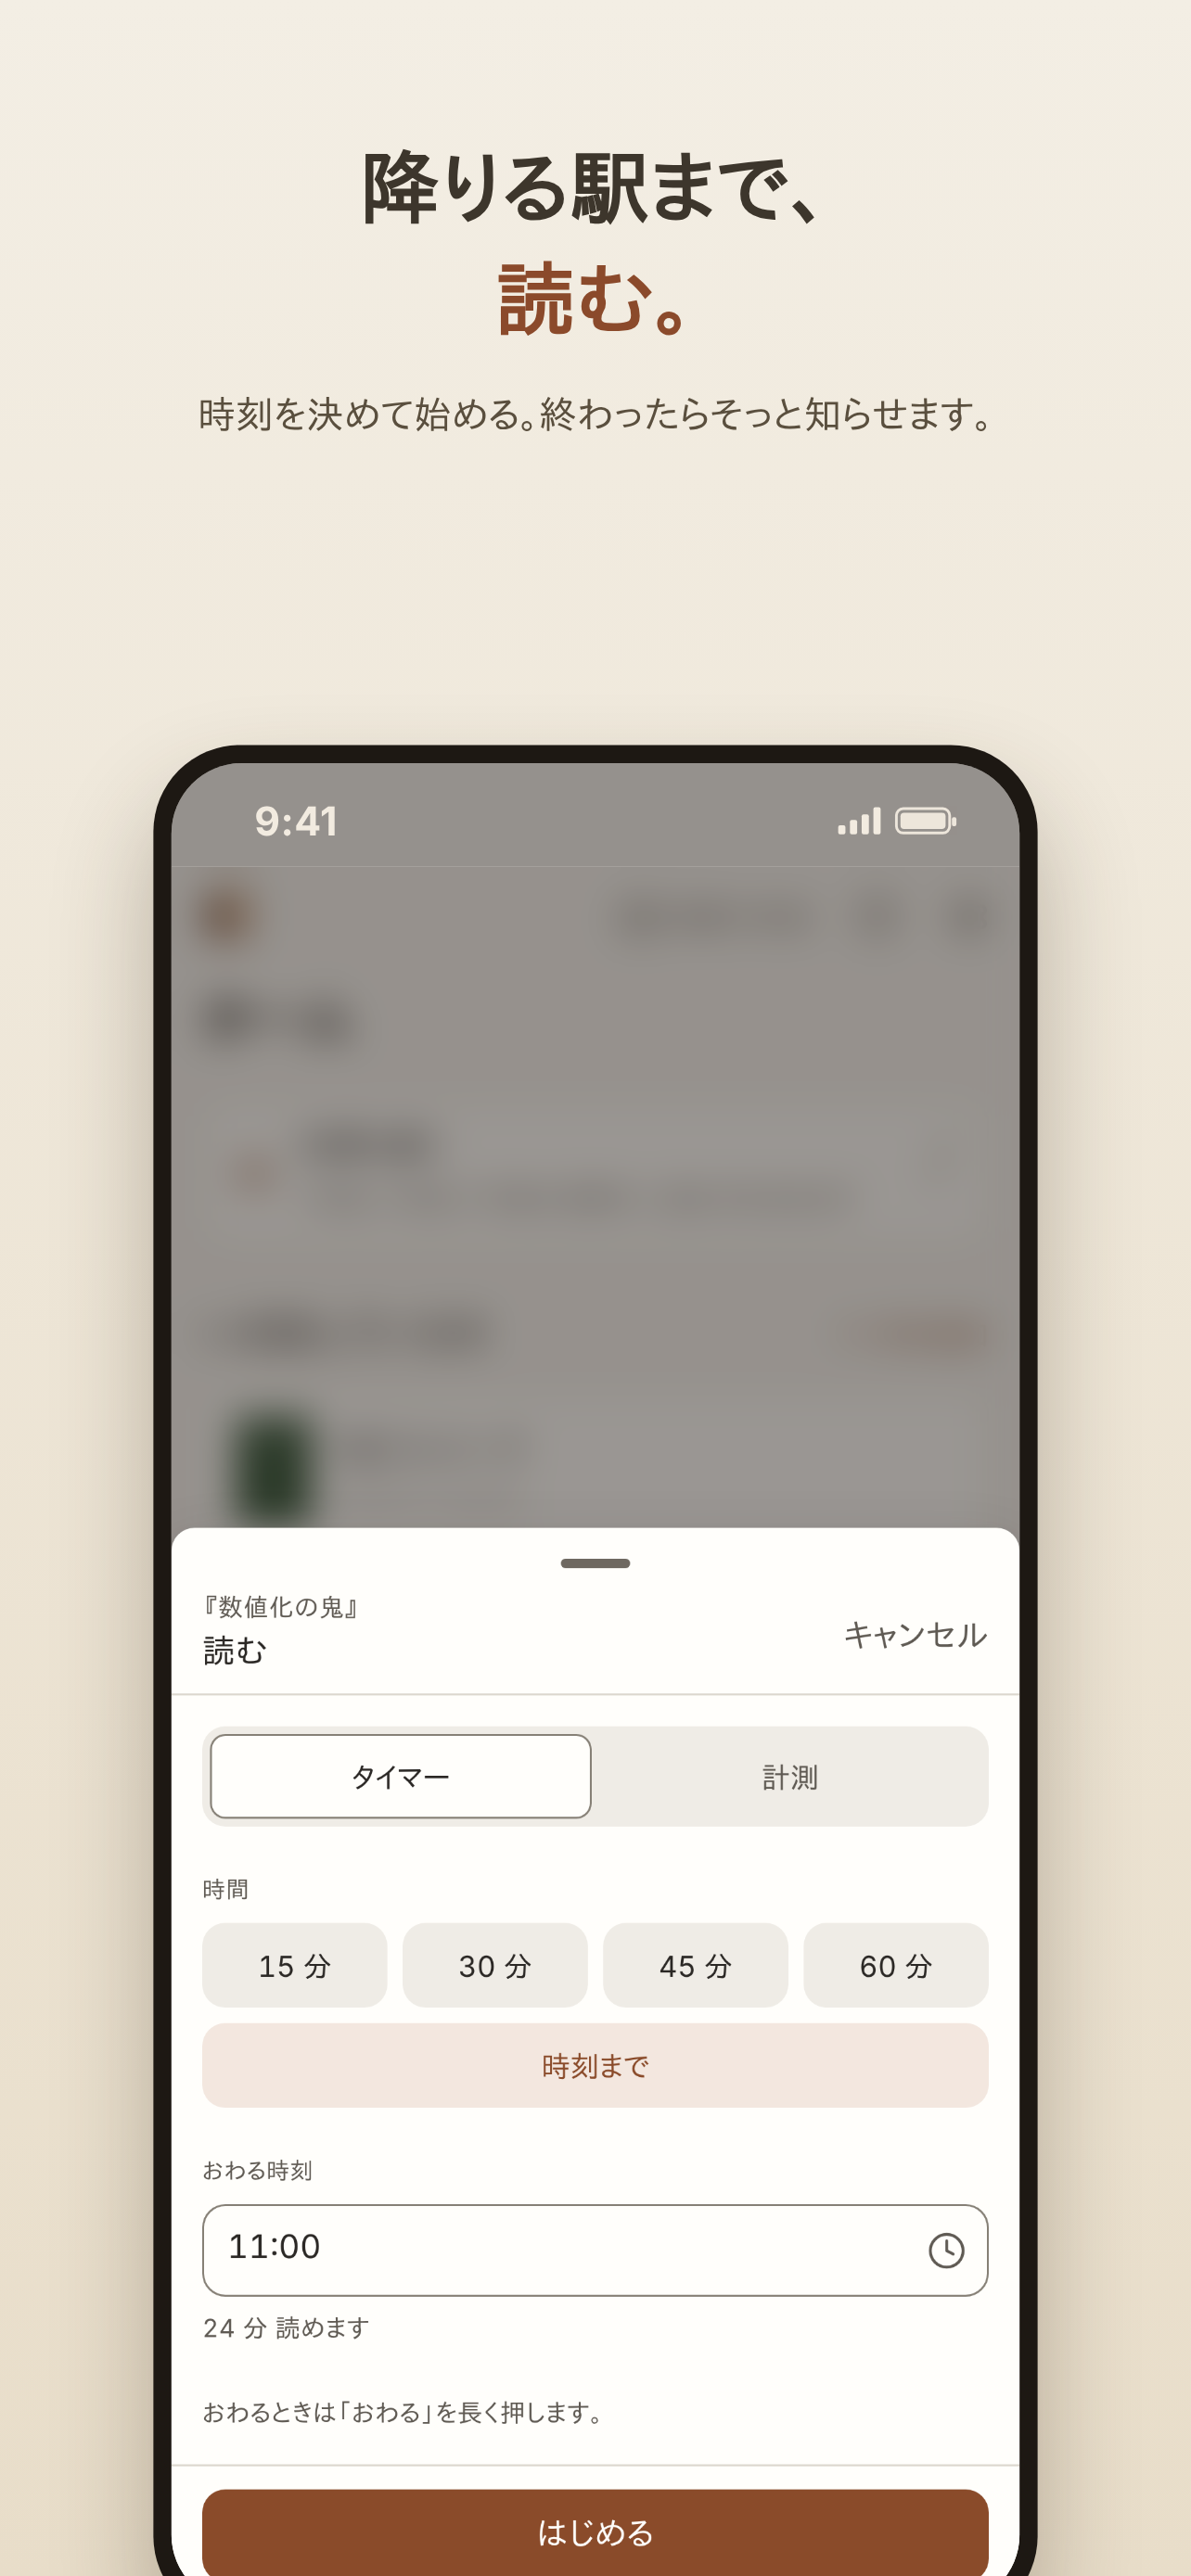 降りる駅まで、
読む。
時刻を決めて始める。終わったらそっと知らせます。
9:41
『数値化の鬼』
読む
キャンセル
タイマー
計測
時間
15 分
30 分
45 分
60 分
時刻まで
おわる時刻
11:00
24 分 読めます
おわるときは「おわる」を長く押します。
はじめる